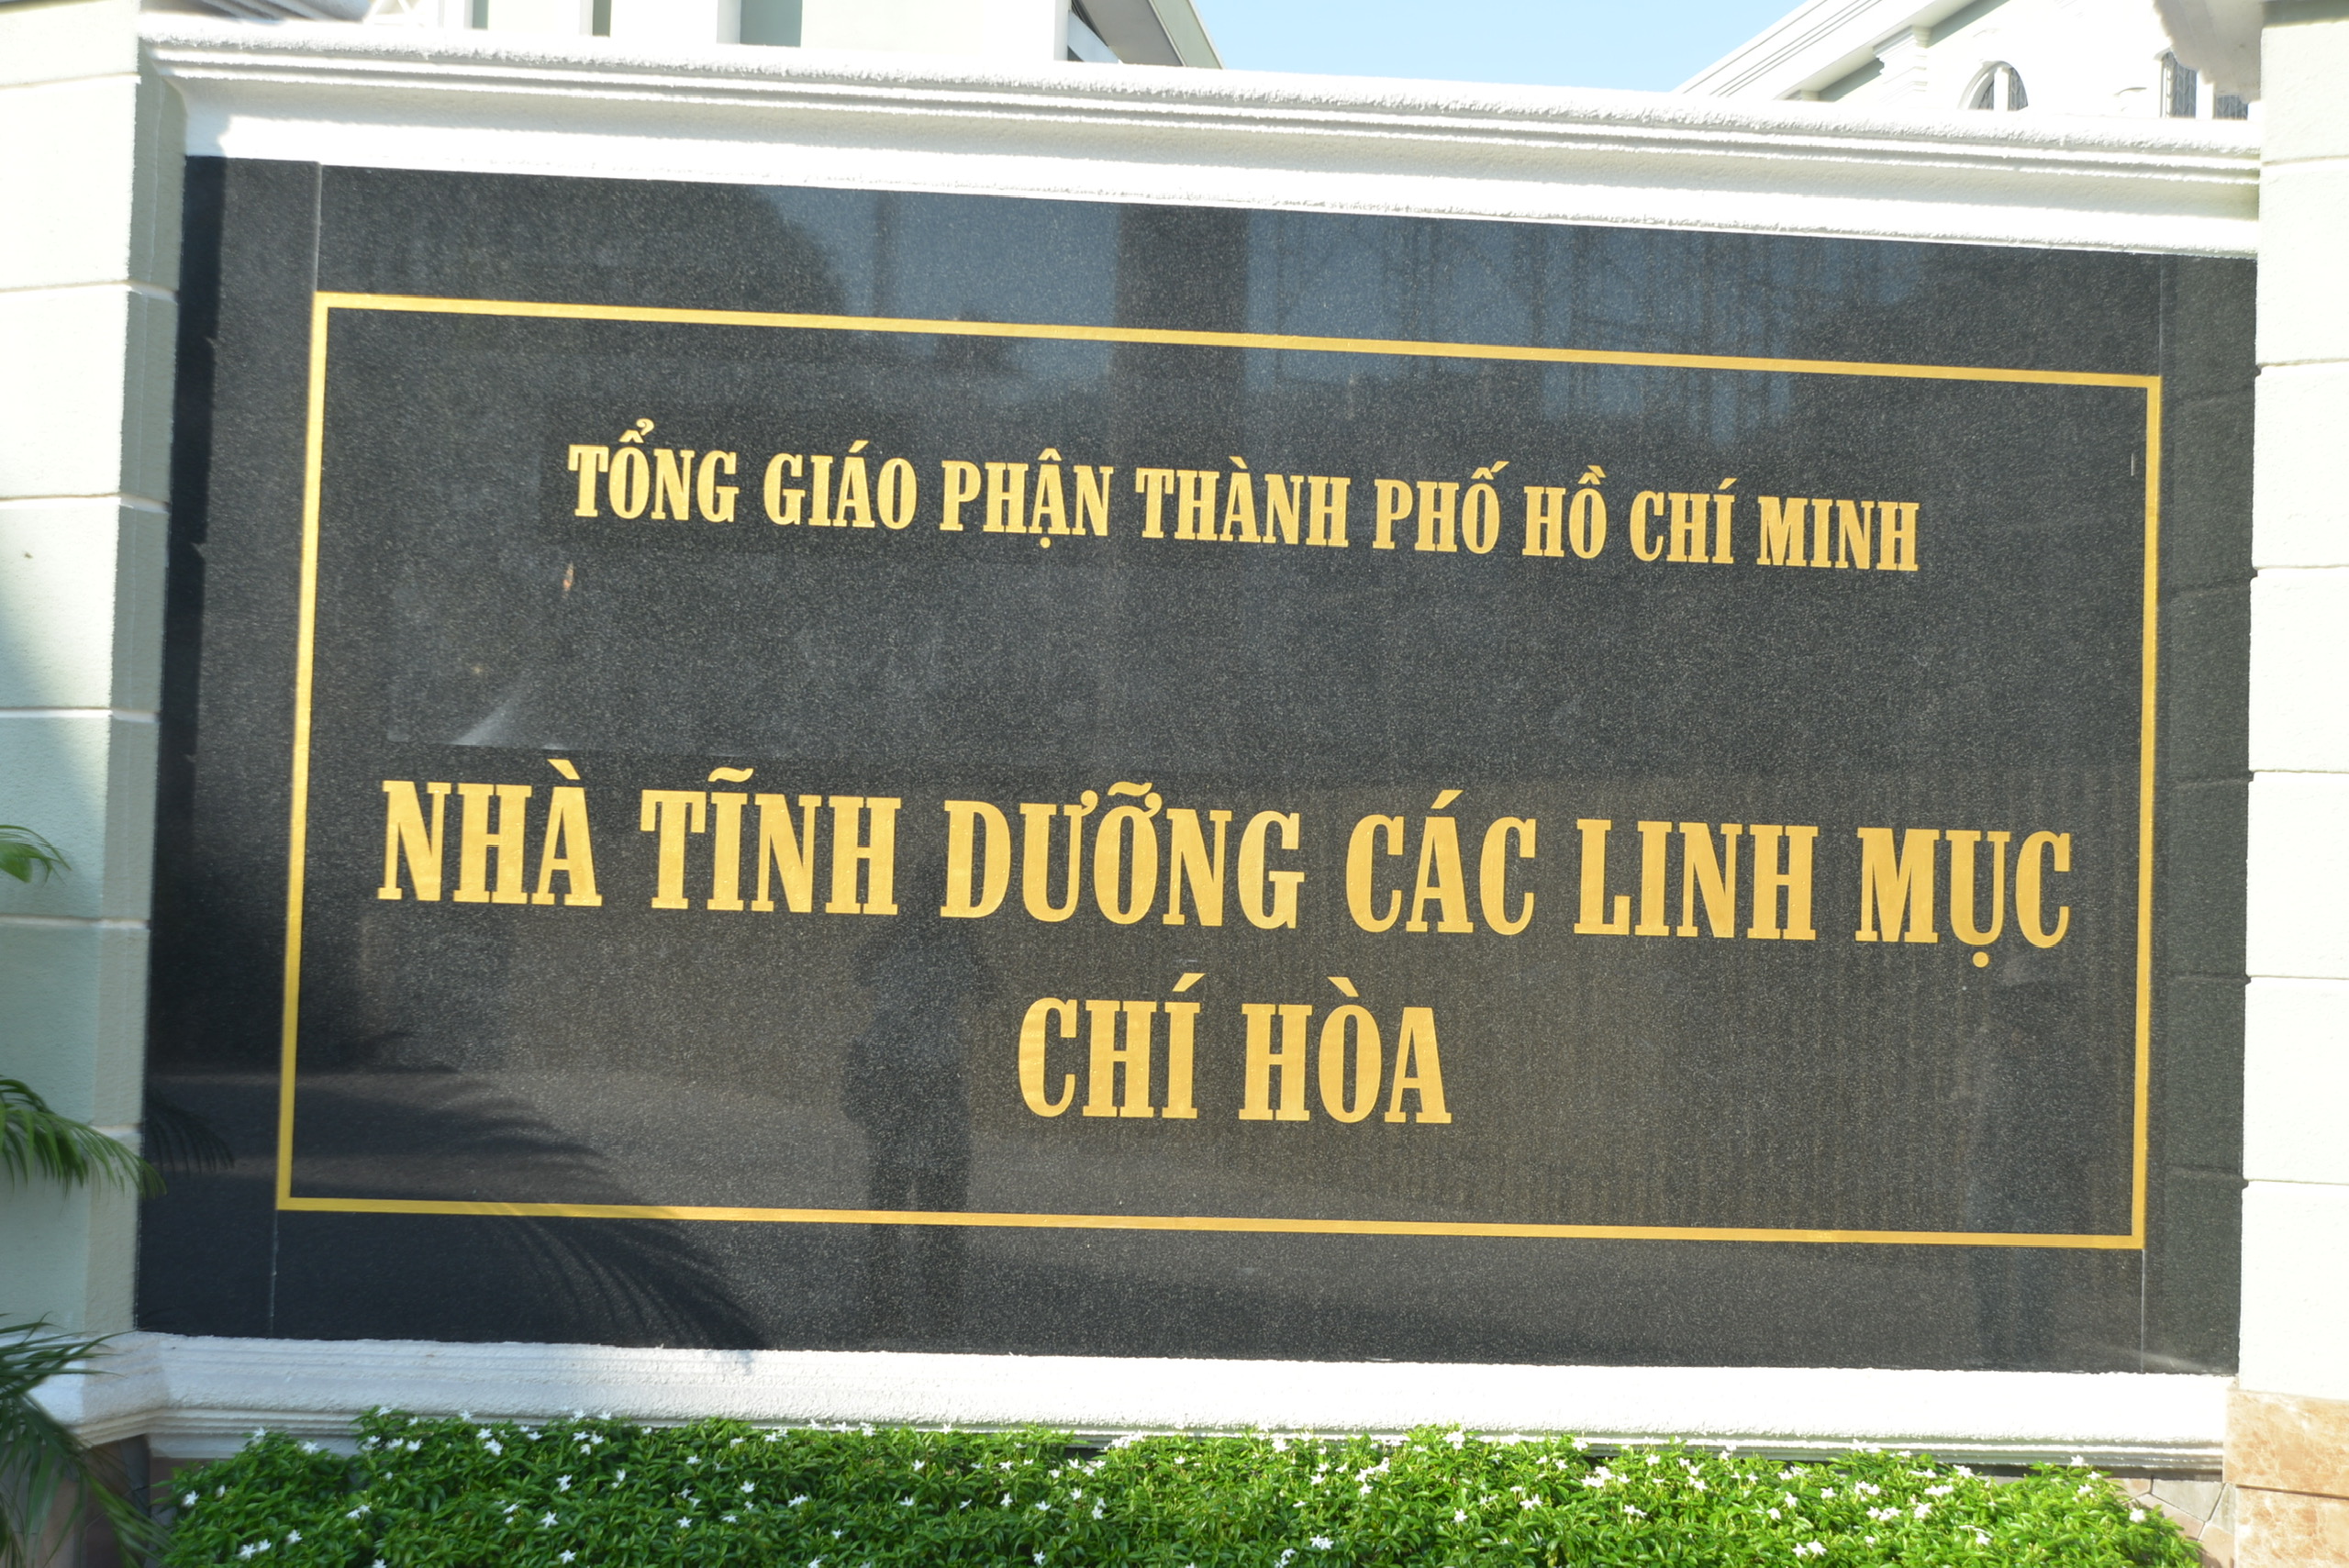 TỔNG GIÁO PHẬN THÀNH PHỐ HỒ CHÍ MINH
NHÀ TĨNH DƯỠNG CÁC LINH MỤC
CHÍ HÒA